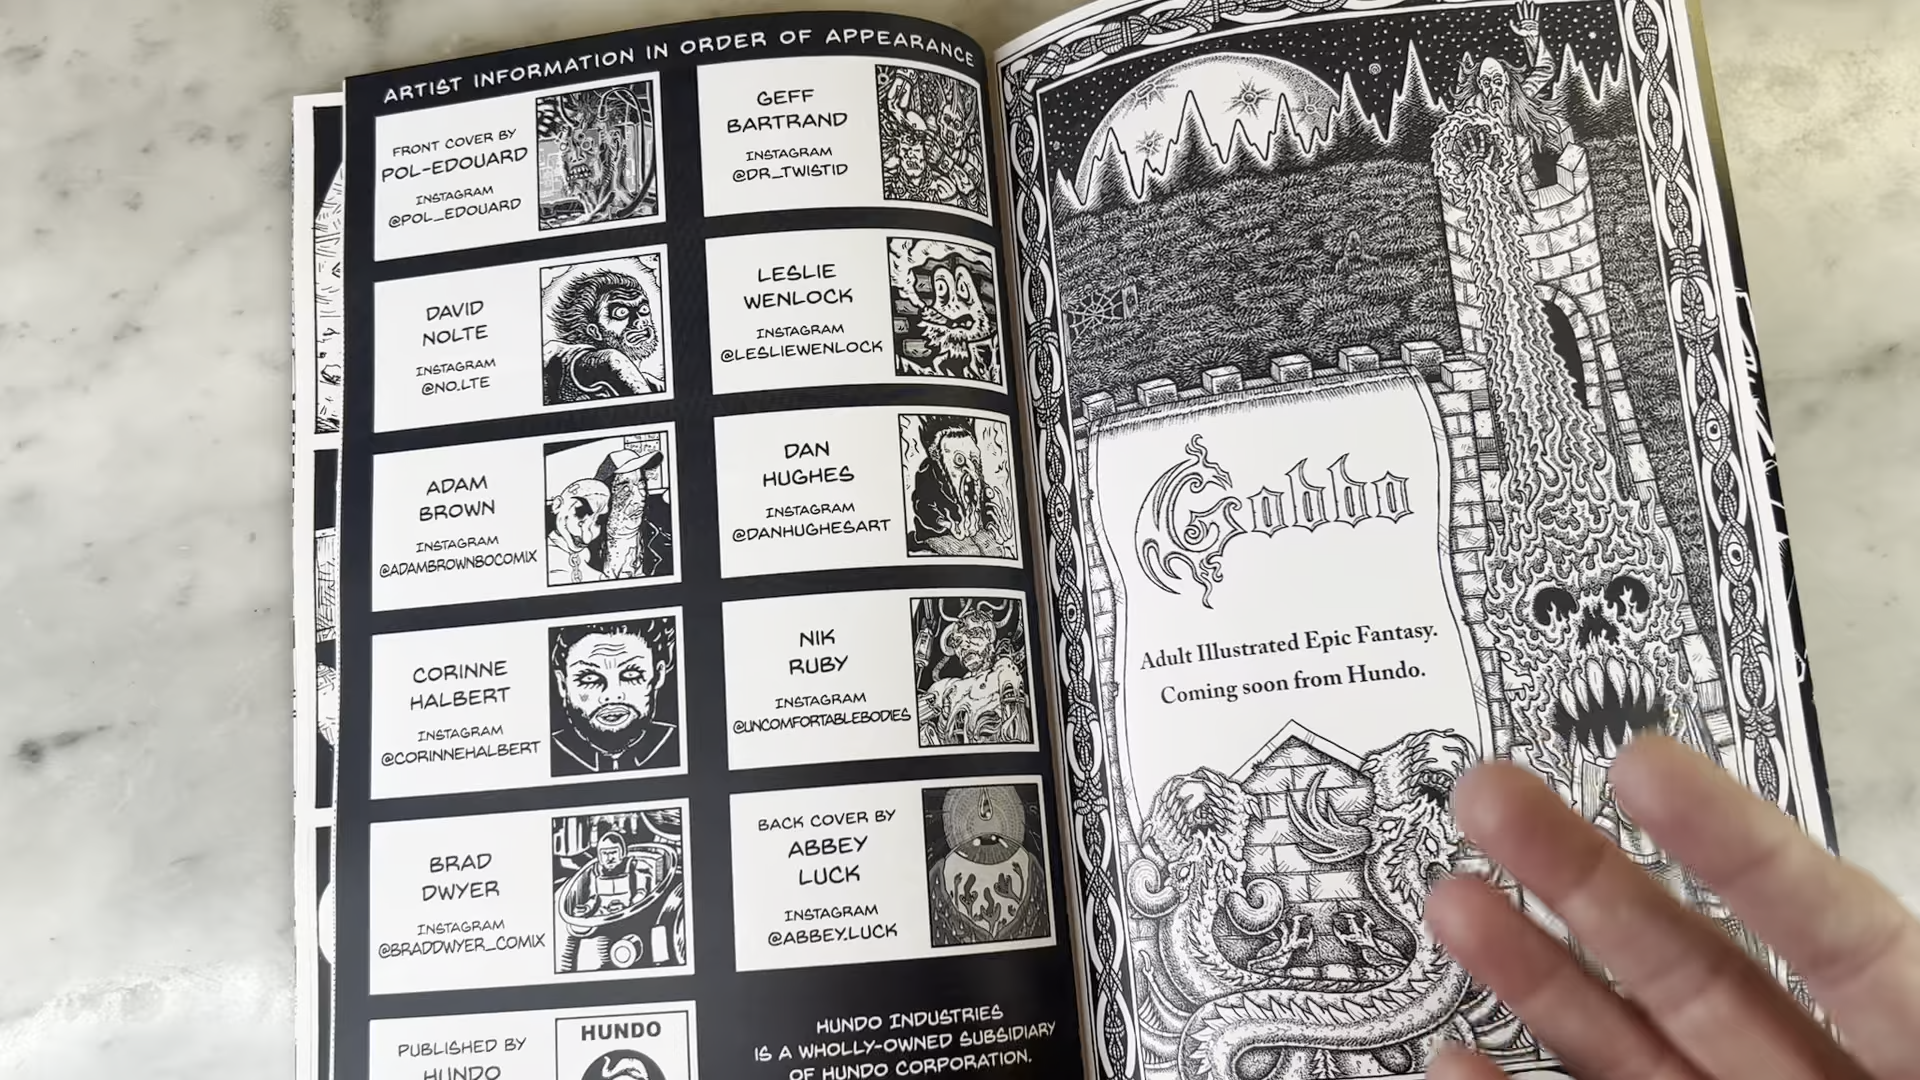 ARTIST INFORMATION IN ORDER OF APPEARANCE
FRONT COVER BY
POL-EDOUARD
INSTAGRAM
@POL_EDOUARD
DAVID
NOLTE
INSTAGRAM
@NO.LTE
ADAM
BROWN
INSTAGRAM
@ADAMBROWNBOCOMIX
CORINNE
HALBERT
INSTAGRAM
@CORINNEHALBERT
BRAD
DWYER
INSTAGRAM
@BRADDWYER_COMIX
PUBLISHED BY
HUNDO
HUNDO
GEFF
BARTRAND
INSTAGRAM
@DR_TWISTID
LESLIE
WENLOCK
INSTAGRAM
@LESLIEWENLOCK
DAN
HUGHES
INSTAGRAM
@DANHUGHESART
NIK
RUBY
INSTAGRAM
@UNCOMFORTABLEBODIES
BACK COVER BY
ABBEY
LUCK
INSTAGRAM
@ABBEY.LUCK
HUNDO INDUSTRIES
IS A WHOLLY-OWNED SUBSIDIARY
OF HUNDO CORPORATION.
Gobbo
Adult Illustrated Epic Fantasy.
Coming soon from Hundo.